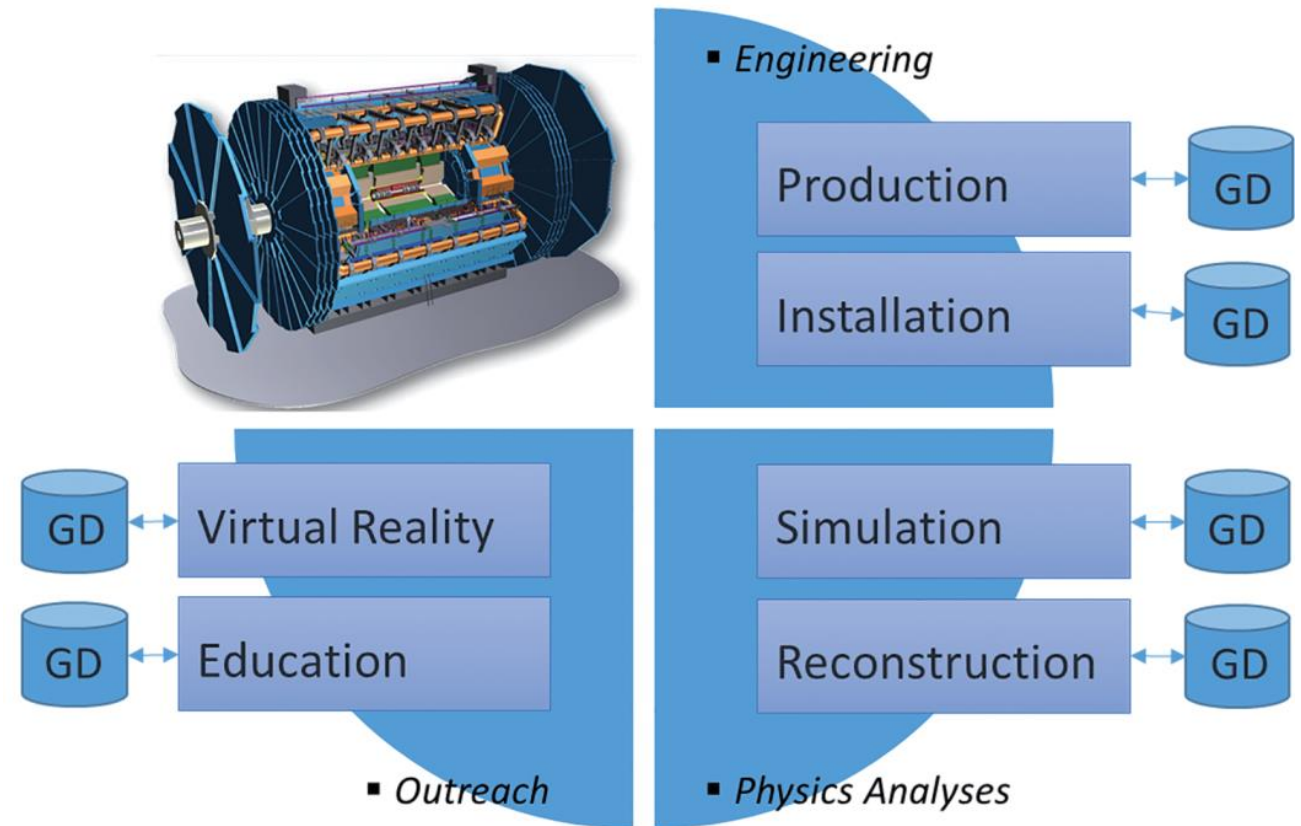 ▪ Engineering
Production
GD
Installation
GD
GD
Virtual Reality
GD
Education
▪ Outreach
Simulation
GD
Reconstruction
GD
▪ Physics Analyses